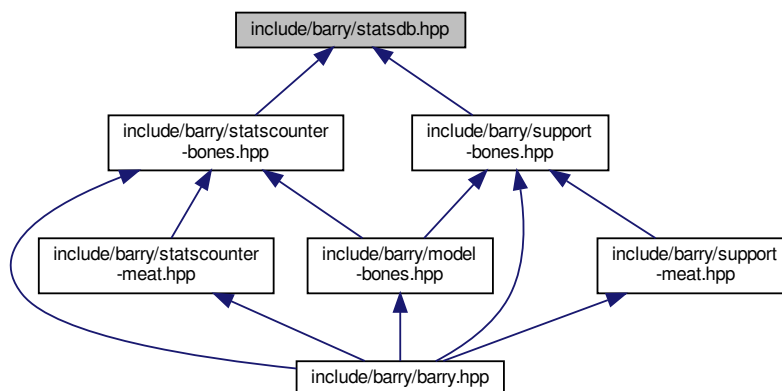 include/barry/statsdb.hpp
include/barry/statscounter
-bones.hpp
include/barry/support
-bones.hpp
include/barry/statscounter
-meat.hpp
include/barry/model
-bones.hpp
include/barry/support
-meat.hpp
include/barry/barry.hpp